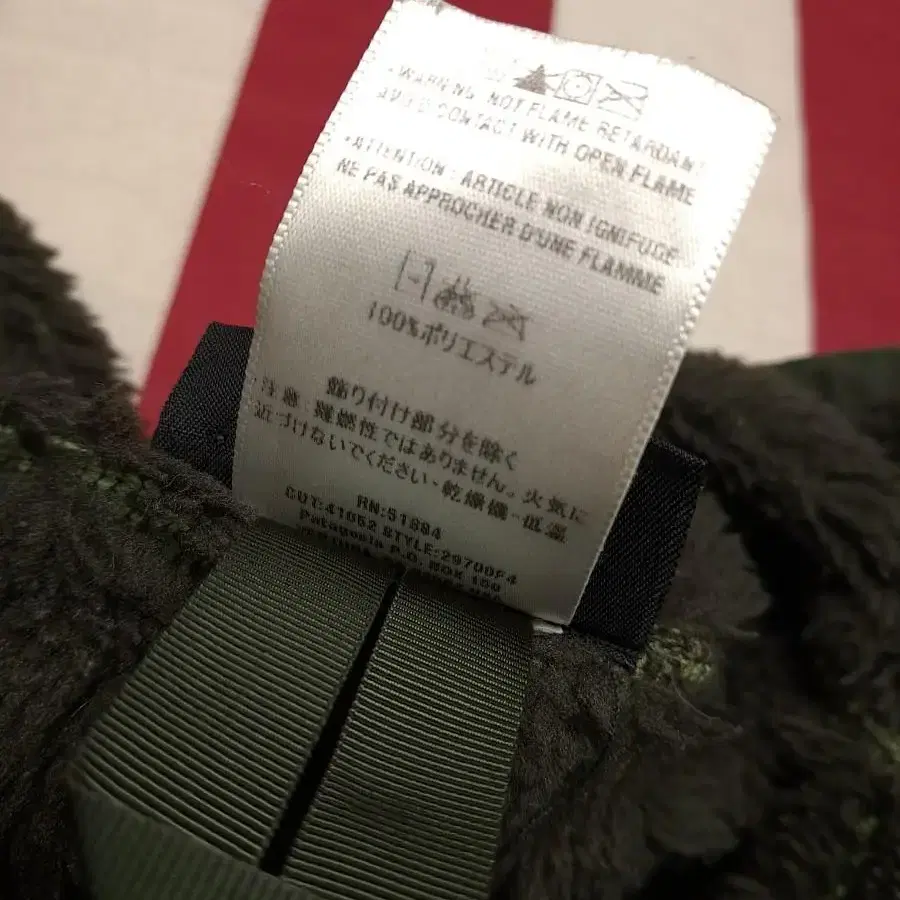 •WARNING NOT FLAME RETARDANT
AVOID CONTACT WITH OPEN FLAME
•ATTENTION : ARTICLE NON IGNIFUGE
NE PAS APPROCHER D'UNE FLAMME
100%ポリエステル
飾り付け部分を除く
注意：難燃性ではありません。火気に
近づけないでください・乾燥機・低温
RN:51884
CUT:41052 STYLE:29700F4
Patagonia P.O. BOX 150